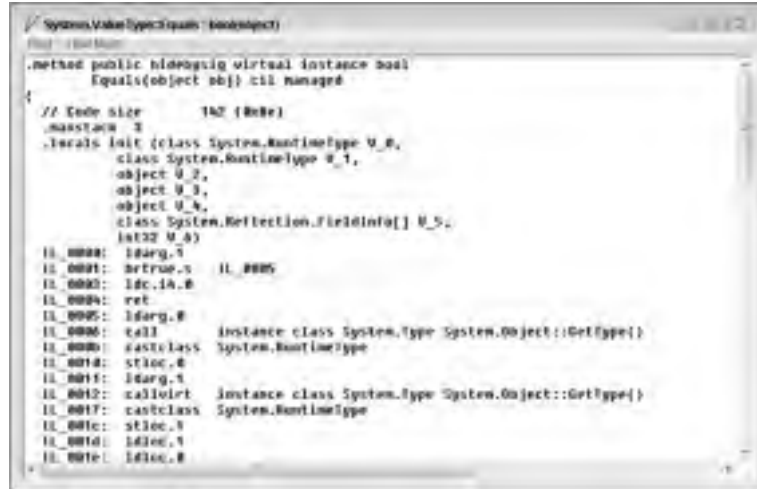 System.ValueType::Equals : bool(object)
Find Find Next
.method public hidebysig virtual instance bool
Equals(object obj) cil managed
{
// Code size 142 (0x8e)
.maxstack 3
.locals init (class System.RuntimeType V_0,
class System.RuntimeType V_1,
object V_2,
object V_3,
object V_4,
class System.Reflection.FieldInfo[] V_5,
int32 V_6)
IL_0000: ldarg.1
IL_0001: brtrue.s IL_0005
IL_0003: ldc.i4.0
IL_0004: ret
IL_0005: ldarg.0
IL_0006: call instance class System.Type System.Object::GetType()
IL_000b: castclass System.RuntimeType
IL_0010: stloc.0
IL_0011: ldarg.1
IL_0012: callvirt instance class System.Type System.Object::GetType()
IL_0017: castclass System.RuntimeType
IL_001c: stloc.1
IL_001d: ldloc.1
IL_001e: ldloc.0